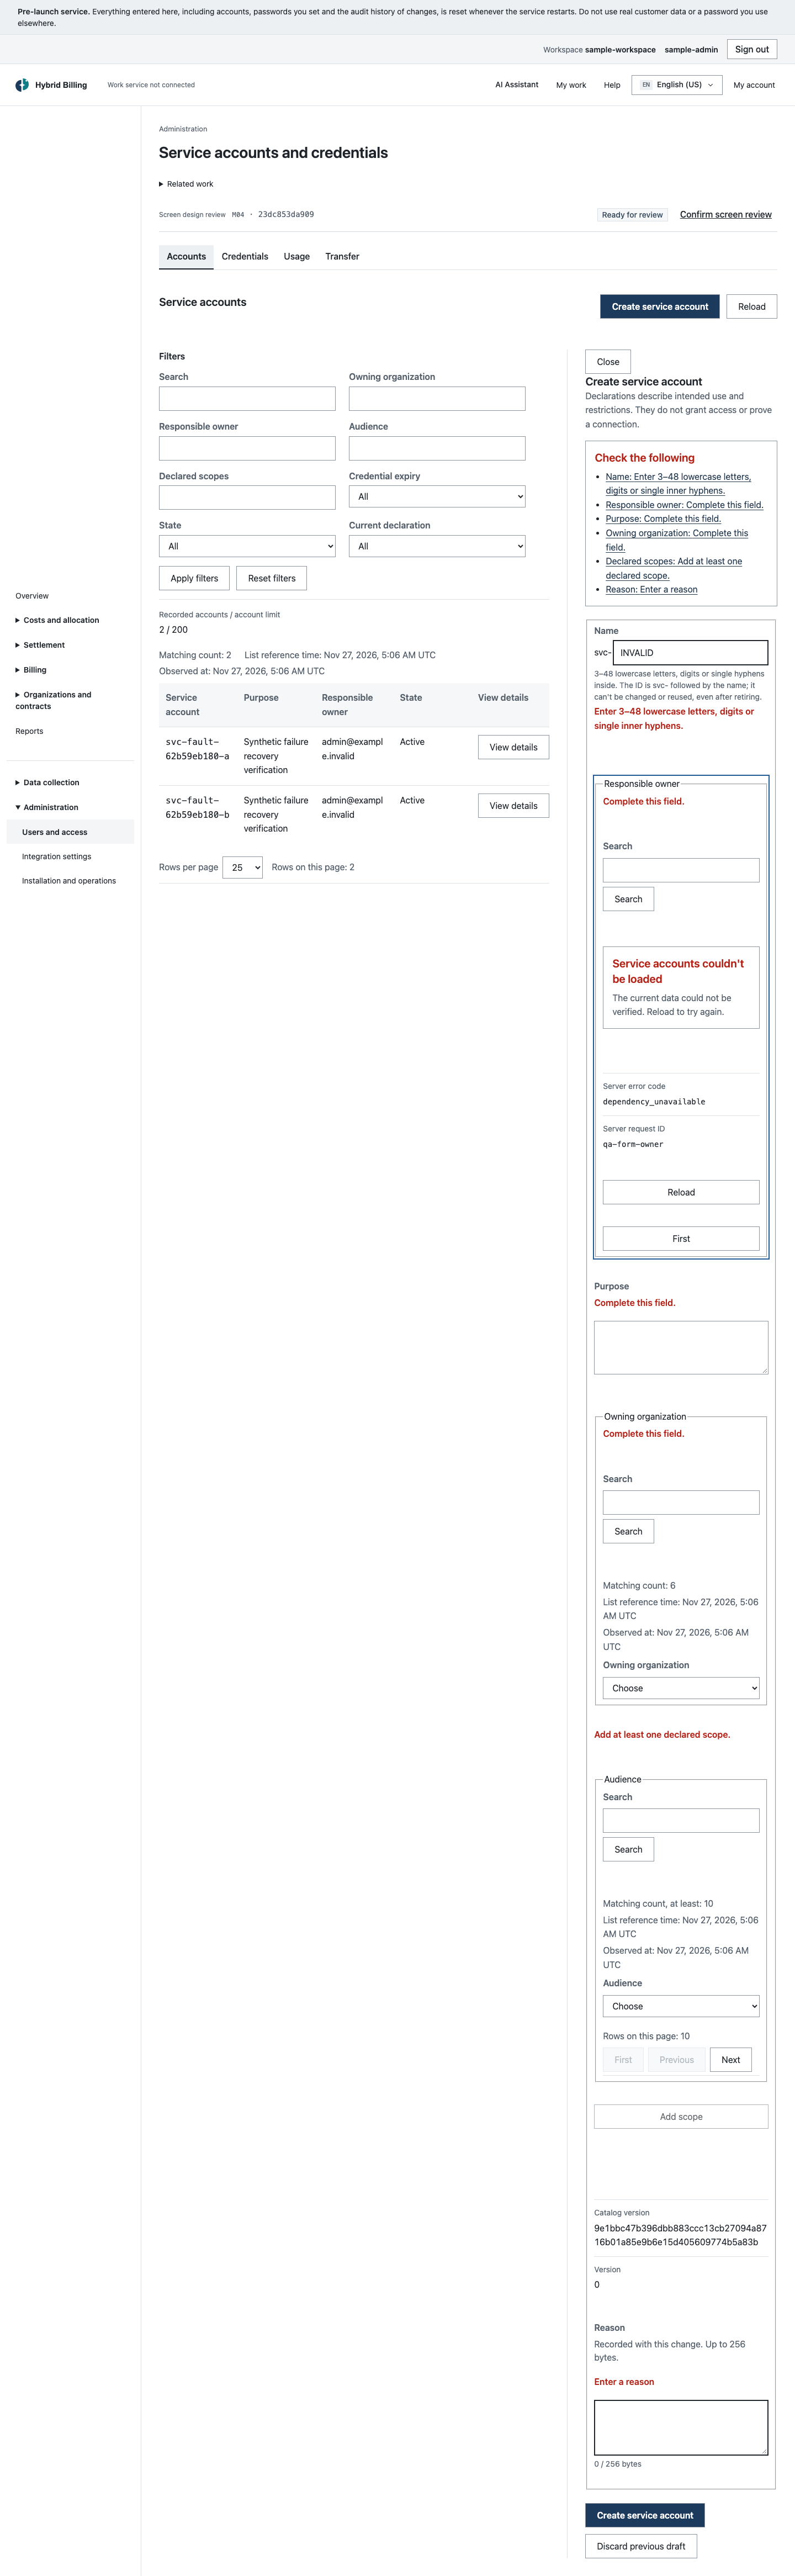 Pre-launch service. Everything entered here, including accounts, passwords you set and the audit history of changes, is reset whenever the service restarts. Do not use real customer data or a password you use
elsewhere.
Workspace sample-workspace sample-admin Sign out
Hybrid Billing Work service not connected AI Assistant My work Help EN English (US) My account
Administration
Service accounts and credentials
Related work
Screen design review M04 · 23dc853da909 Ready for review Confirm screen review
Accounts Credentials Usage Transfer
Service accounts Create service account Reload
Overview
Costs and allocation
Settlement
Billing
Organizations and
contracts
Reports
Data collection
Administration
Users and access
Integration settings
Installation and operations
Filters
Search Owning organization
Responsible owner Audience
Declared scopes Credential expiry
All
State Current declaration
All All
Apply filters Reset filters
Recorded accounts / account limit
2 / 200
Matching count: 2 List reference time: Nov 27, 2026, 5:06 AM UTC
Observed at: Nov 27, 2026, 5:06 AM UTC
Service Purpose Responsible State View details
account owner
svc-fault- Synthetic failure admin@exampl Active View details
62b59eb180-a recovery e.invalid
verification
svc-fault- Synthetic failure admin@exampl Active View details
62b59eb180-b recovery e.invalid
verification
Rows per page 25 Rows on this page: 2
Close
Create service account
Declarations describe intended use and
restrictions. They do not grant access or prove
a connection.
Check the following
Name: Enter 3–48 lowercase letters,
digits or single inner hyphens.
Responsible owner: Complete this field.
Purpose: Complete this field.
Owning organization: Complete this
field.
Declared scopes: Add at least one
declared scope.
Reason: Enter a reason
Name
svc- INVALID
3–48 lowercase letters, digits or single hyphens
inside. The ID is svc- followed by the name; it
can't be changed or reused, even after retiring.
Enter 3–48 lowercase letters, digits or
single inner hyphens.
Responsible owner
Complete this field.
Search
Search
Service accounts couldn't
be loaded
The current data could not be
verified. Reload to try again.
Server error code
dependency_unavailable
Server request ID
qa-form-owner
Reload
First
Purpose
Complete this field.
Owning organization
Complete this field.
Search
Search
Matching count: 6
List reference time: Nov 27, 2026, 5:06
AM UTC
Observed at: Nov 27, 2026, 5:06 AM
UTC
Owning organization
Choose
Add at least one declared scope.
Audience
Search
Search
Matching count, at least: 10
List reference time: Nov 27, 2026, 5:06
AM UTC
Observed at: Nov 27, 2026, 5:06 AM
UTC
Audience
Choose
Rows on this page: 10
First Previous Next
Add scope
Catalog version
9e1bbc47b396dbb883ccc13cb27094a87
16b01a85e9b6e15d405609774b5a83b
Version
0
Reason
Recorded with this change. Up to 256
bytes.
Enter a reason
0 / 256 bytes
Create service account
Discard previous draft